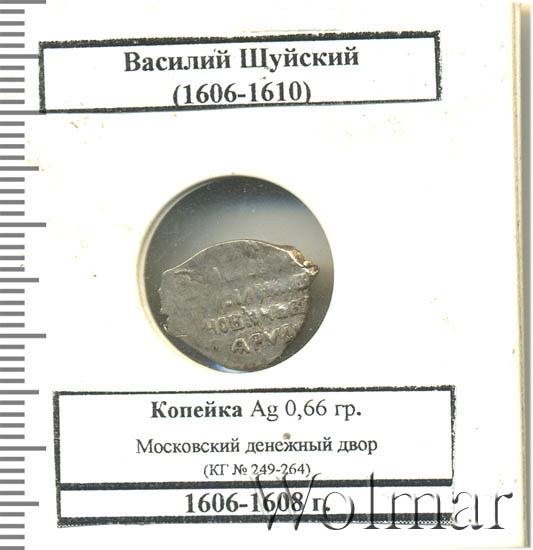 Василий Шуйский
(1606-1610)
Копейка Ag 0,66 гр.
Московский денежный двор
(КГ № 249-264)
1606-1608 г.
Wolmar